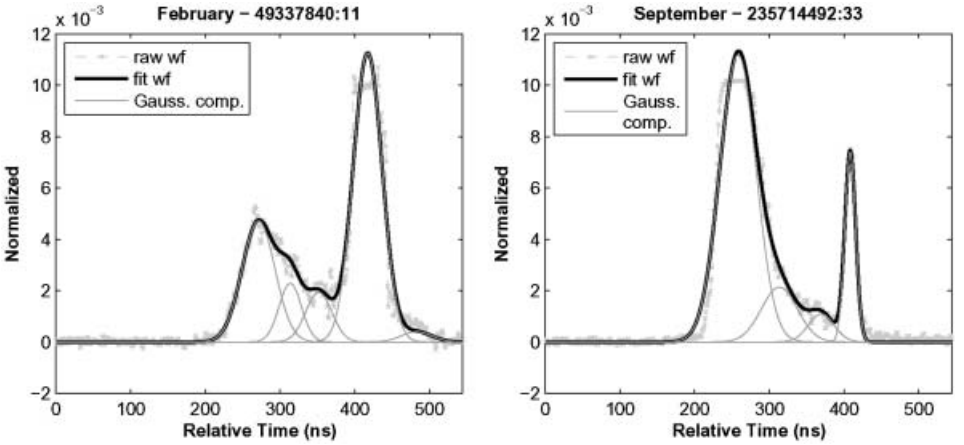 February – 49337840:11
x 10⁻³
12
10
8
6
4
2
0
−2
Normalized
raw wf
fit wf
Gauss. comp.
0 100 200 300 400 500
Relative Time (ns)
September – 235714492:33
x 10⁻³
12
10
8
6
4
2
0
−2
Normalized
raw wf
fit wf
Gauss.
comp.
0 100 200 300 400 500
Relative Time (ns)